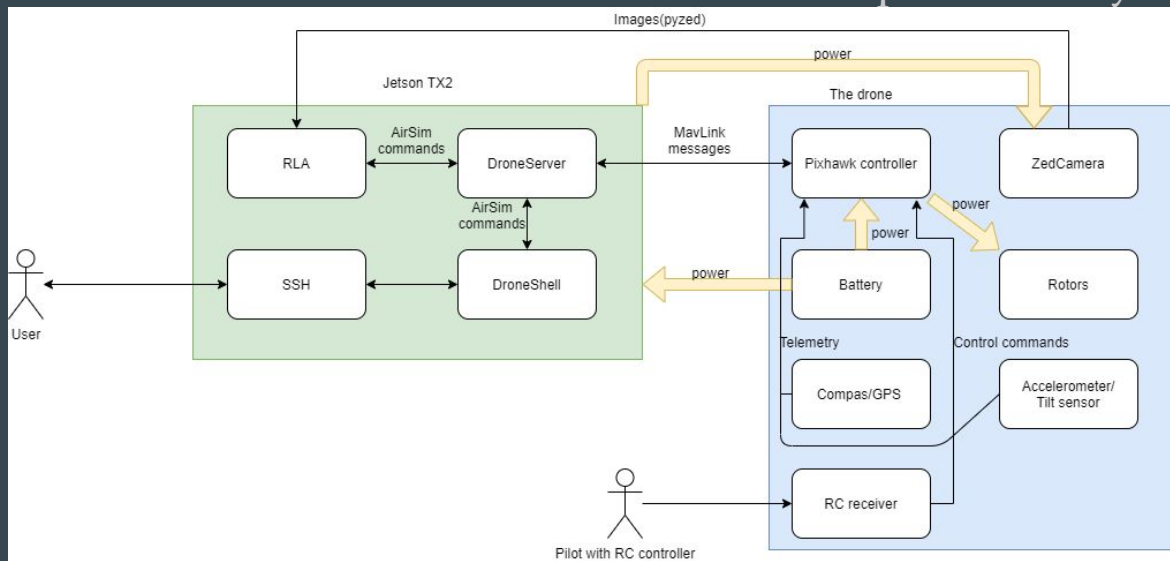 Images(pyzed)
power
Jetson TX2
The drone
RLA
AirSim
commands
DroneServer
MavLink
messages
Pixhawk controller
ZedCamera
AirSim
commands
power
power
User
SSH
DroneShell
power
Battery
Rotors
Telemetry
Control commands
Compas/GPS
Accelerometer/
Tilt sensor
RC receiver
Pilot with RC controller